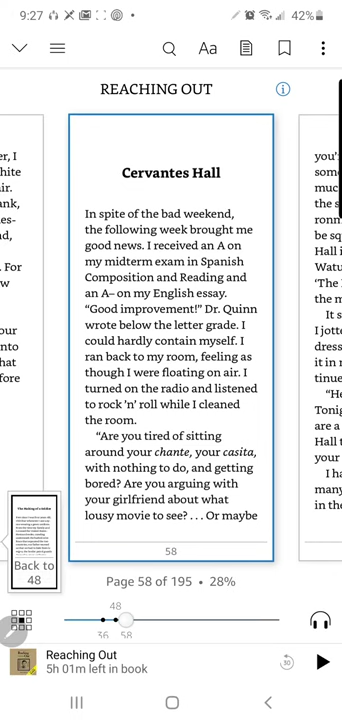 9:27
42%
Aa
REACHING OUT
Cervantes Hall
In spite of the bad weekend,
the following week brought me
good news. I received an A on
my midterm exam in Spanish
Composition and Reading and
an A– on my English essay.
“Good improvement!” Dr. Quinn
wrote below the letter grade. I
could hardly contain myself. I
ran back to my room, feeling as
though I were floating on air. I
turned on the radio and listened
to rock ’n’ roll while I cleaned
the room.
“Are you tired of sitting
around your chante, your casita,
with nothing to do, and getting
bored? Are you arguing with
your girlfriend about what
lousy movie to see? . . . Or maybe
58
Back to
48
Page 58 of 195 • 28%
48
36 58
Reaching Out
5h 01m left in book
30